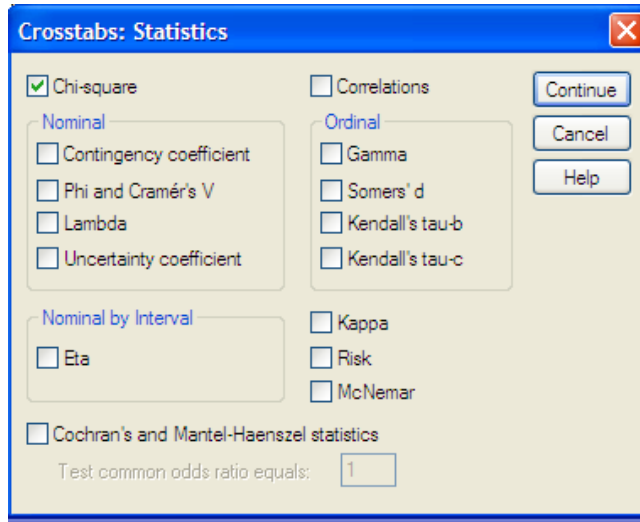 Crosstabs: Statistics
Chi-square
Correlations
Continue
Cancel
Help
Nominal
Contingency coefficient
Phi and Cramér's V
Lambda
Uncertainty coefficient
Ordinal
Gamma
Somers' d
Kendall's tau-b
Kendall's tau-c
Nominal by Interval
Eta
Kappa
Risk
McNemar
Cochran's and Mantel-Haenszel statistics
Test common odds ratio equals: 1